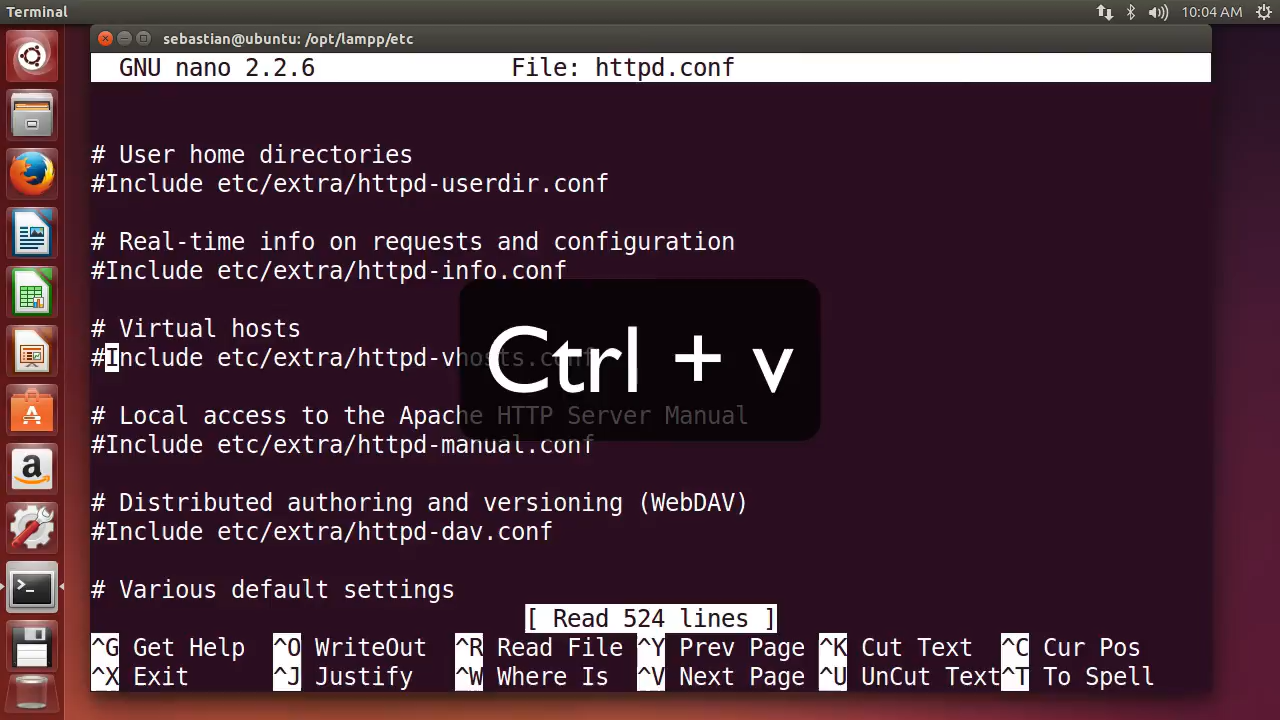 Terminal
10:04 AM
sebastian@ubuntu: /opt/lampp/etc
GNU nano 2.2.6 File: httpd.conf
# User home directories
#Include etc/extra/httpd-userdir.conf
# Real-time info on requests and configuration
#Include etc/extra/httpd-info.conf
# Virtual hosts
#Include etc/extra/httpd-vhosts.conf
Ctrl + v
# Local access to the Apache HTTP Server Manual
#Include etc/extra/httpd-manual.conf
# Distributed authoring and versioning (WebDAV)
#Include etc/extra/httpd-dav.conf
# Various default settings
[ Read 524 lines ]
^G Get Help ^O WriteOut ^R Read File ^Y Prev Page ^K Cut Text ^C Cur Pos
^X Exit ^J Justify ^W Where Is ^V Next Page ^U UnCut Text ^T To Spell